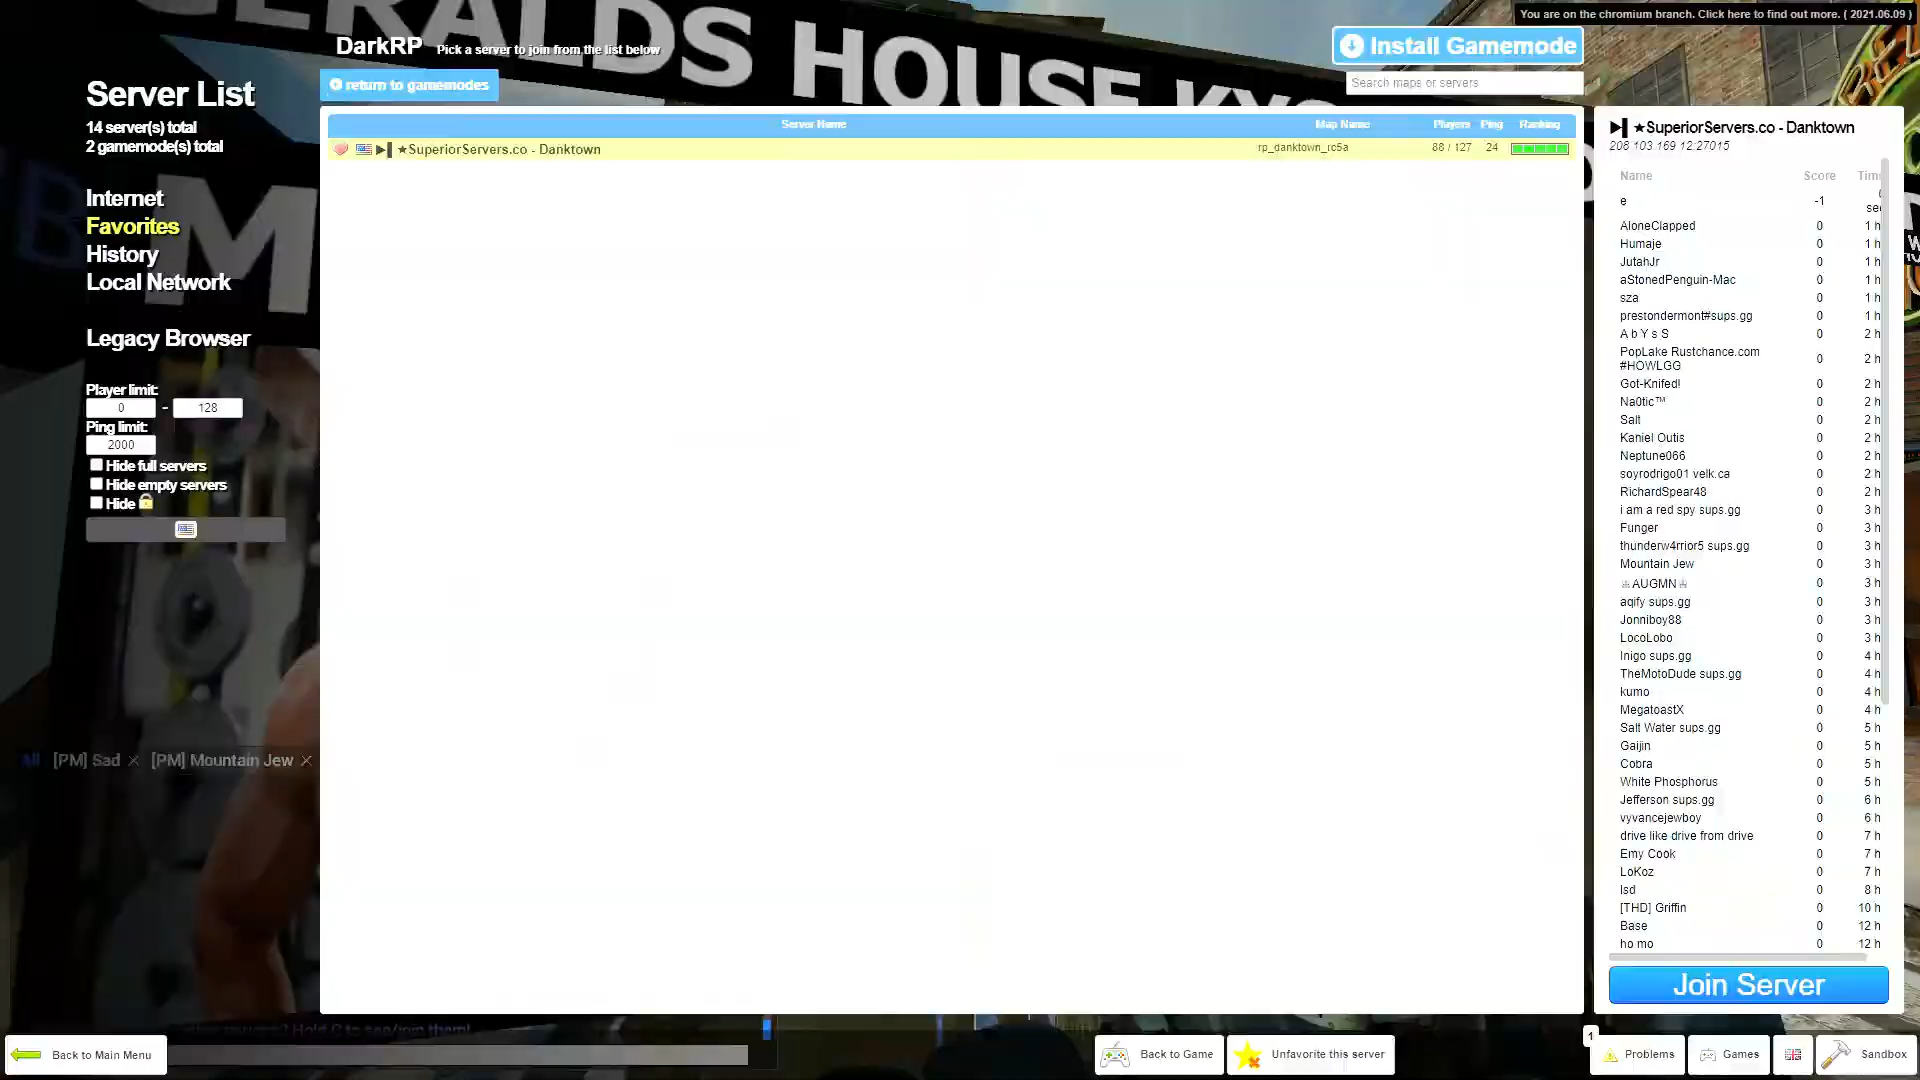 You are on the chromium branch. Click here to find out more. ( 2021.06.09 )
DarkRP Pick a server to join from the list below
Install Gamemode
return to gamemodes
Search maps or servers
Server List
14 server(s) total
2 gamemode(s) total
Internet
Favorites
History
Local Network
Legacy Browser
Player limit:
0 - 128
Ping limit:
2000
Hide full servers
Hide empty servers
Hide
Server Name Map Name Players Ping Ranking
▶▌★SuperiorServers.co - Danktown rp_danktown_rc5a 88 / 127 24
▶▌★SuperiorServers.co - Danktown
208.103.169.12:27015
Name Score
e -1
AloneClapped 0 1 h
Humaje 0 1 h
JutahJr 0 1 h
aStonedPenguin-Mac 0 1 h
sza 0 1 h
prestondermont#sups.gg 0 1 h
A b Y s S 0 2 h
PopLake Rustchance.com
#HOWLGG 0 2 h
Got-Knifed! 0 2 h
Na0tic™ 0 2 h
Salt 0 2 h
Kaniel Outis 0 2 h
Neptune066 0 2 h
soyrodrigo01 velk.ca 0 2 h
RichardSpear48 0 2 h
i am a red spy sups.gg 0 3 h
Funger 0 3 h
thunderw4rrior5 sups.gg 0 3 h
Mountain Jew 0 3 h
AUGMN 0 3 h
aqify sups.gg 0 3 h
Jonniboy88 0 3 h
LocoLobo 0 3 h
Inigo sups.gg 0 4 h
TheMotoDude sups.gg 0 4 h
kumo 0 4 h
MegatoastX 0 4 h
Salt Water sups.gg 0 5 h
Gaijin 0 5 h
Cobra 0 5 h
White Phosphorus 0 5 h
Jefferson sups.gg 0 6 h
vyvancejewboy 0 6 h
drive like drive from drive 0 7 h
Emy Cook 0 7 h
LoKoz 0 7 h
lsd 0 8 h
[THD] Griffin 0 10 h
Base 0 12 h
ho mo 0 12 h
Join Server
All [PM] Sad × [PM] Mountain Jew ×
Hold C to see/join them!
Back to Main Menu
Back to Game
Unfavorite this server
1
Problems
Games
Sandbox
GERALDS HOUSE